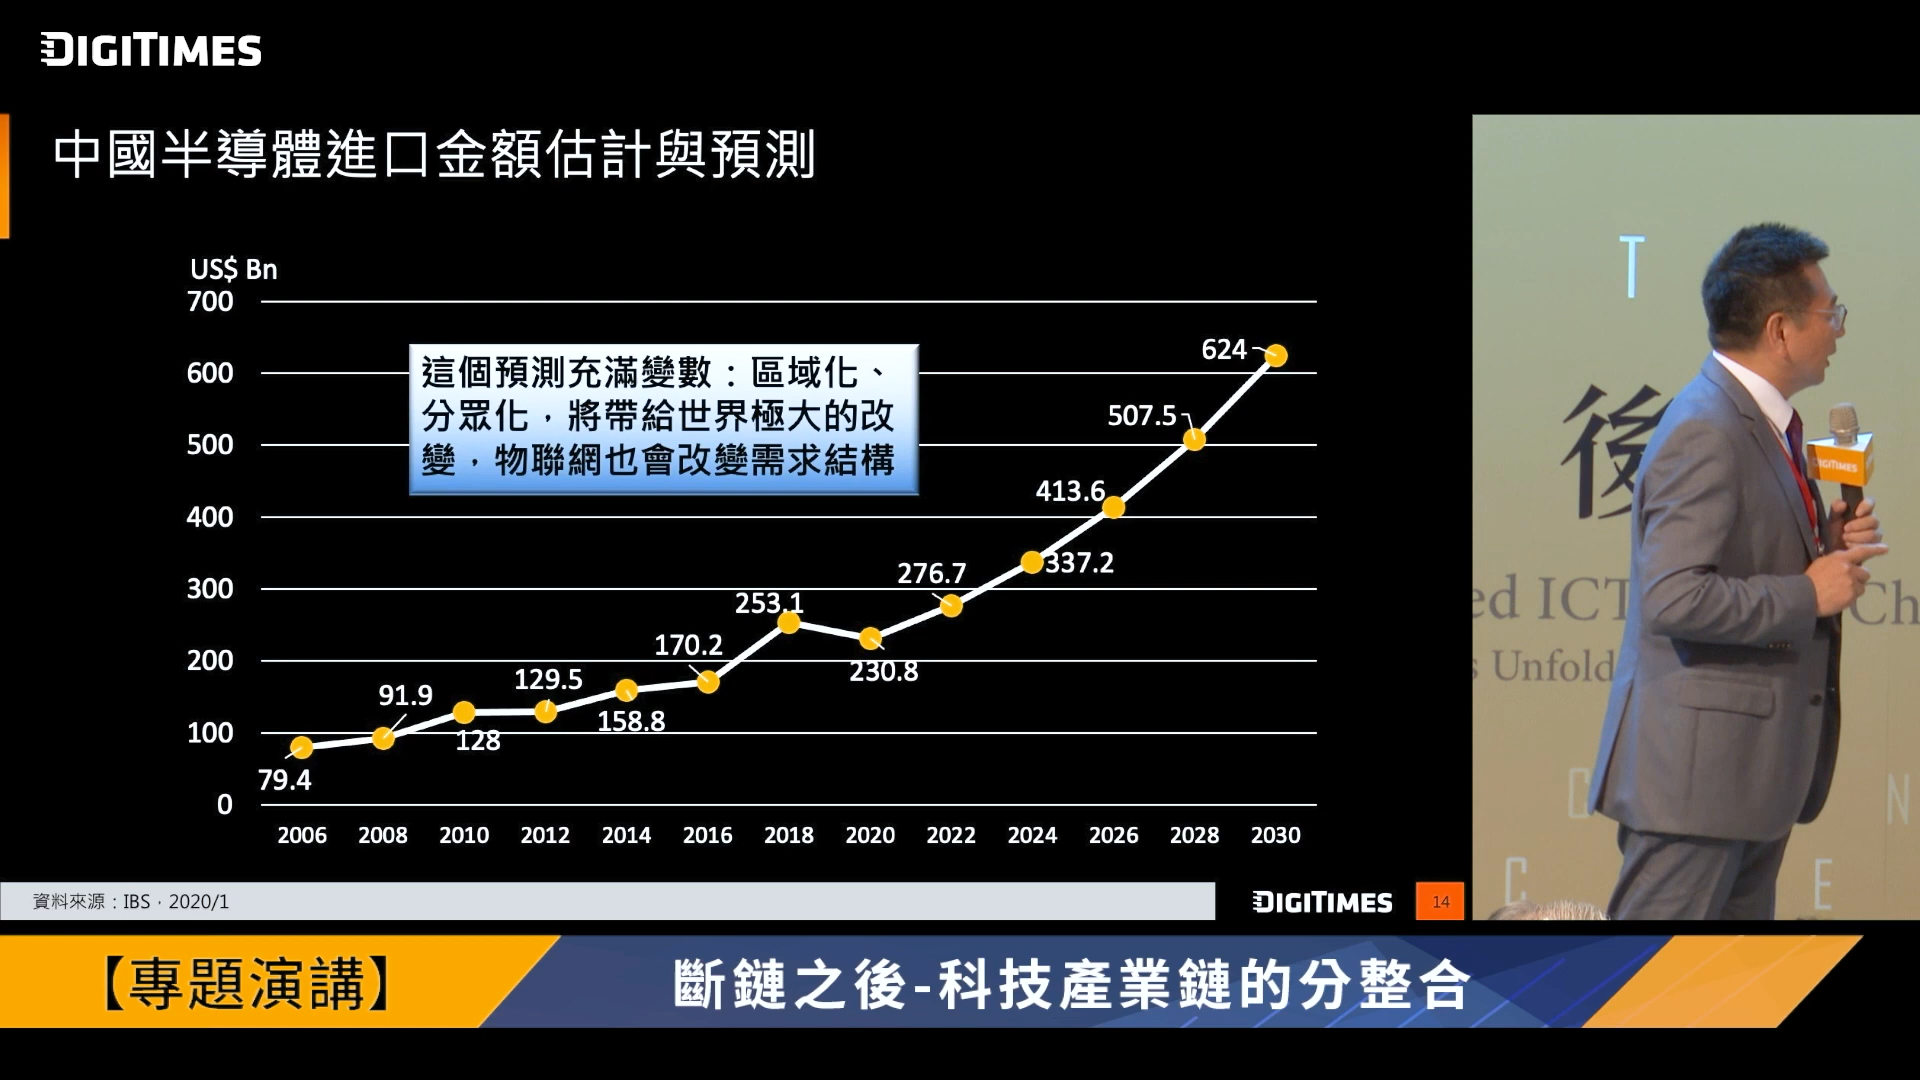 DIGITIMES
中國半導體進口金額估計與預測
US$ Bn
700
600
500
400
300
200
100
0
這個預測充滿變數：區域化、
分眾化，將帶給世界極大的改
變，物聯網也會改變需求結構
79.4
91.9
128
129.5
158.8
170.2
253.1
230.8
276.7
337.2
413.6
507.5
624
2006 2008 2010 2012 2014 2016 2018 2020 2022 2024 2026 2028 2030
資料來源：IBS，2020/1
DIGITIMES
14
T
後
ed ICT Ch
s Unfold
C N
C E
DIGITIMES
【專題演講】
斷鏈之後-科技產業鏈的分整合